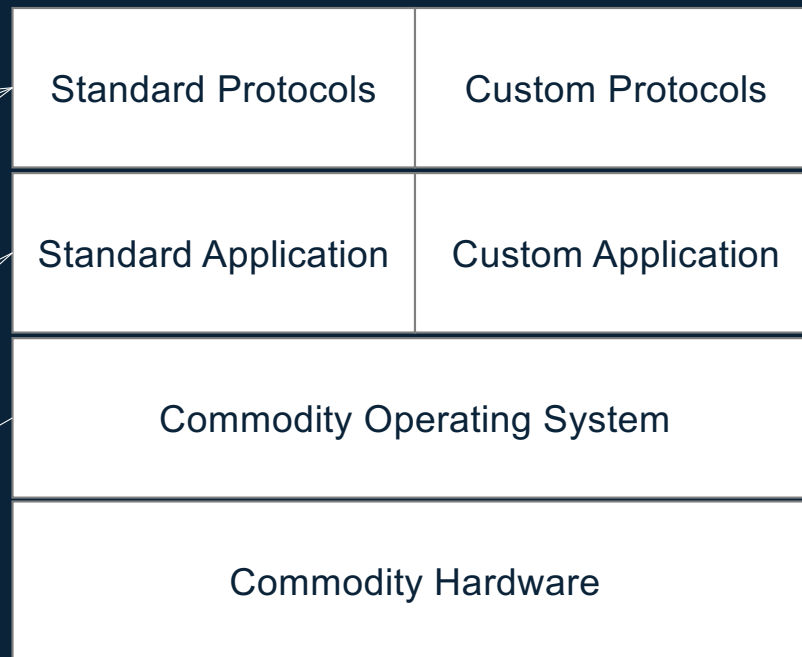 Standard Protocols
Custom Protocols
Standard Application
Custom Application
Commodity Operating System
Commodity Hardware